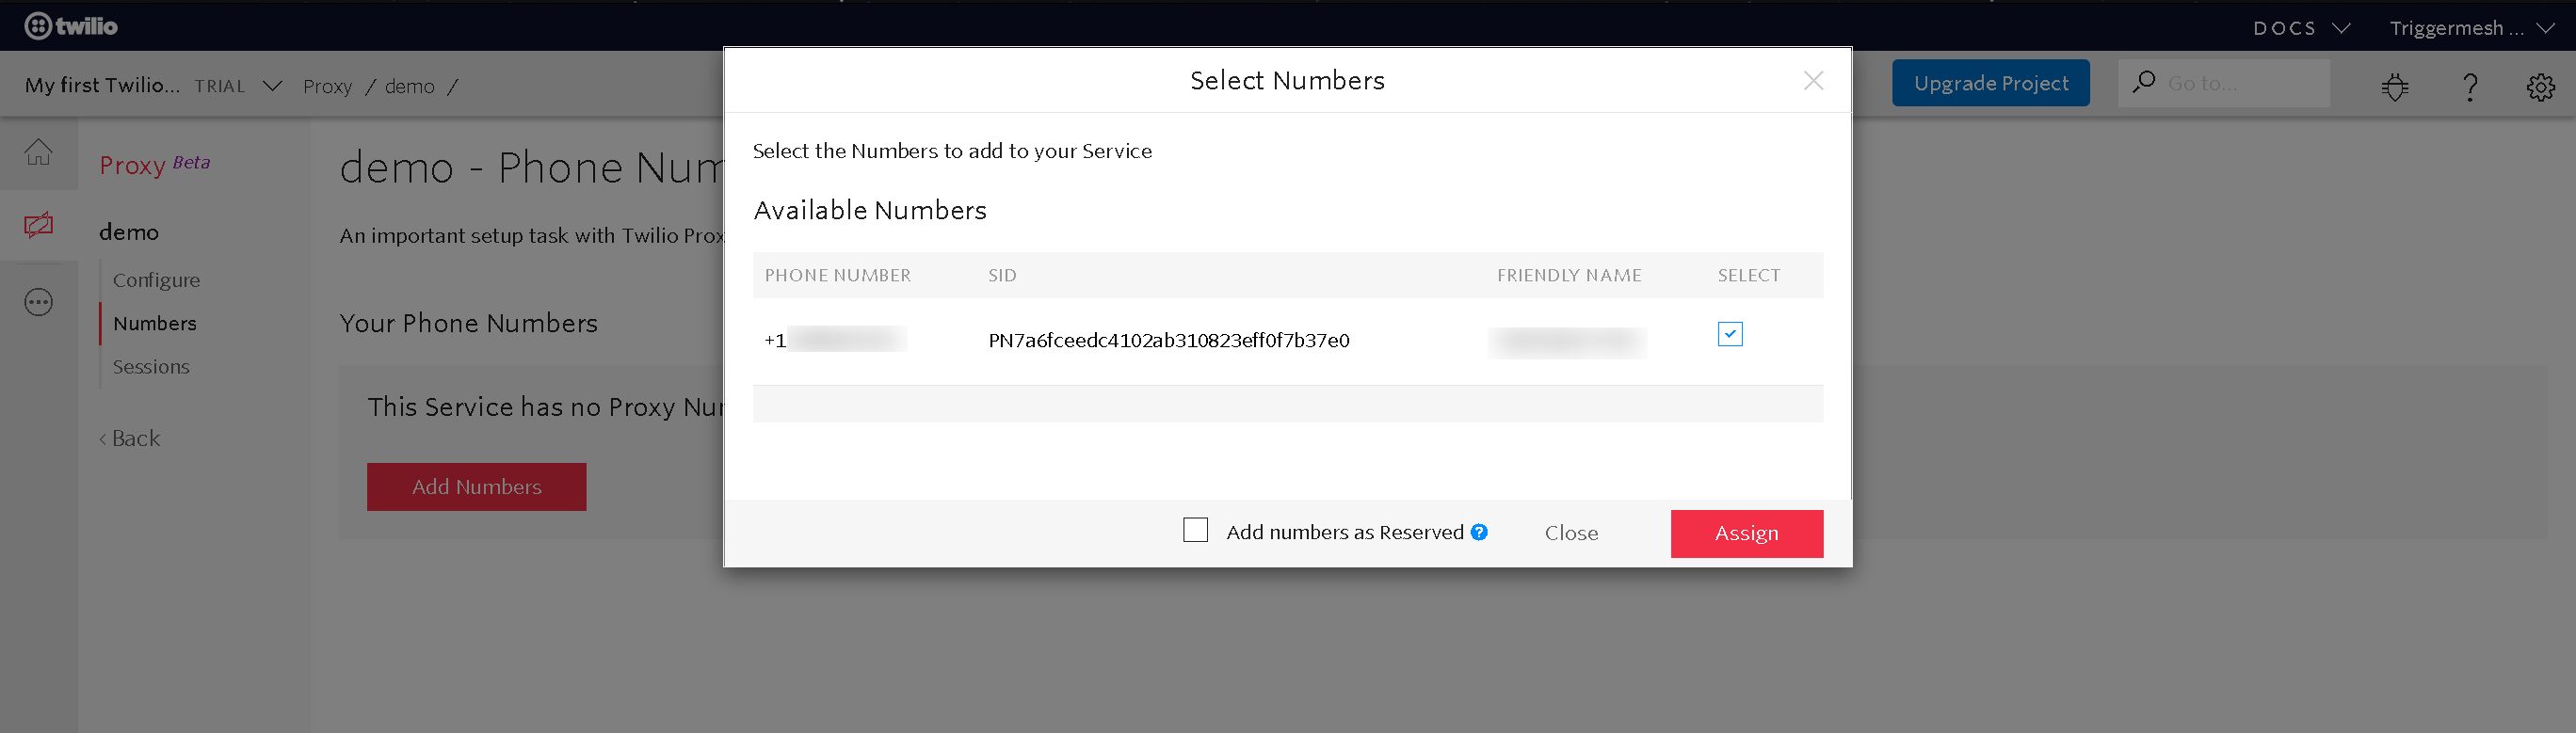 twilio
DOCS
Triggermesh ...
My first Twilio... TRIAL
Proxy / demo /
Upgrade Project
Go to...
Proxy Beta
demo
Configure
Numbers
Sessions
‹ Back
demo - Phone Num
An important setup task with Twilio Prox
Your Phone Numbers
This Service has no Proxy Nu
Add Numbers
Select Numbers
Select the Numbers to add to your Service
Available Numbers
PHONE NUMBER SID FRIENDLY NAME SELECT
+1 PN7a6fceedc4102ab310823eff0f7b37e0
Add numbers as Reserved ?
Close
Assign